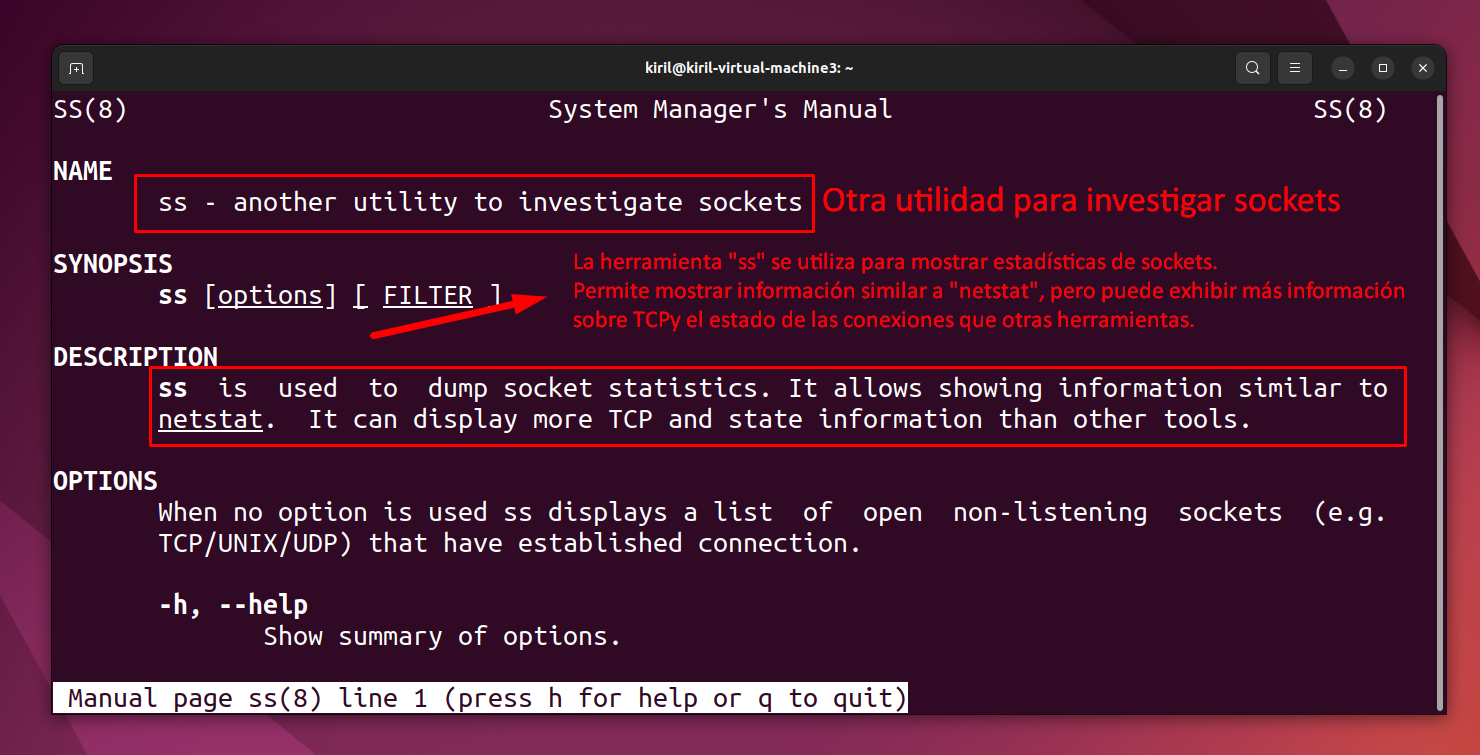 kiril@kiril-virtual-machine3: ~
SS(8) System Manager's Manual SS(8)
NAME
ss - another utility to investigate sockets
Otra utilidad para investigar sockets
SYNOPSIS
ss [options] [ FILTER ]
La herramienta "ss" se utiliza para mostrar estadísticas de sockets.
Permite mostrar información similar a "netstat", pero puede exhibir más información
sobre TCPy el estado de las conexiones que otras herramientas.
DESCRIPTION
ss is used to dump socket statistics. It allows showing information similar to
netstat. It can display more TCP and state information than other tools.
OPTIONS
When no option is used ss displays a list of open non-listening sockets (e.g.
TCP/UNIX/UDP) that have established connection.
-h, --help
Show summary of options.
Manual page ss(8) line 1 (press h for help or q to quit)